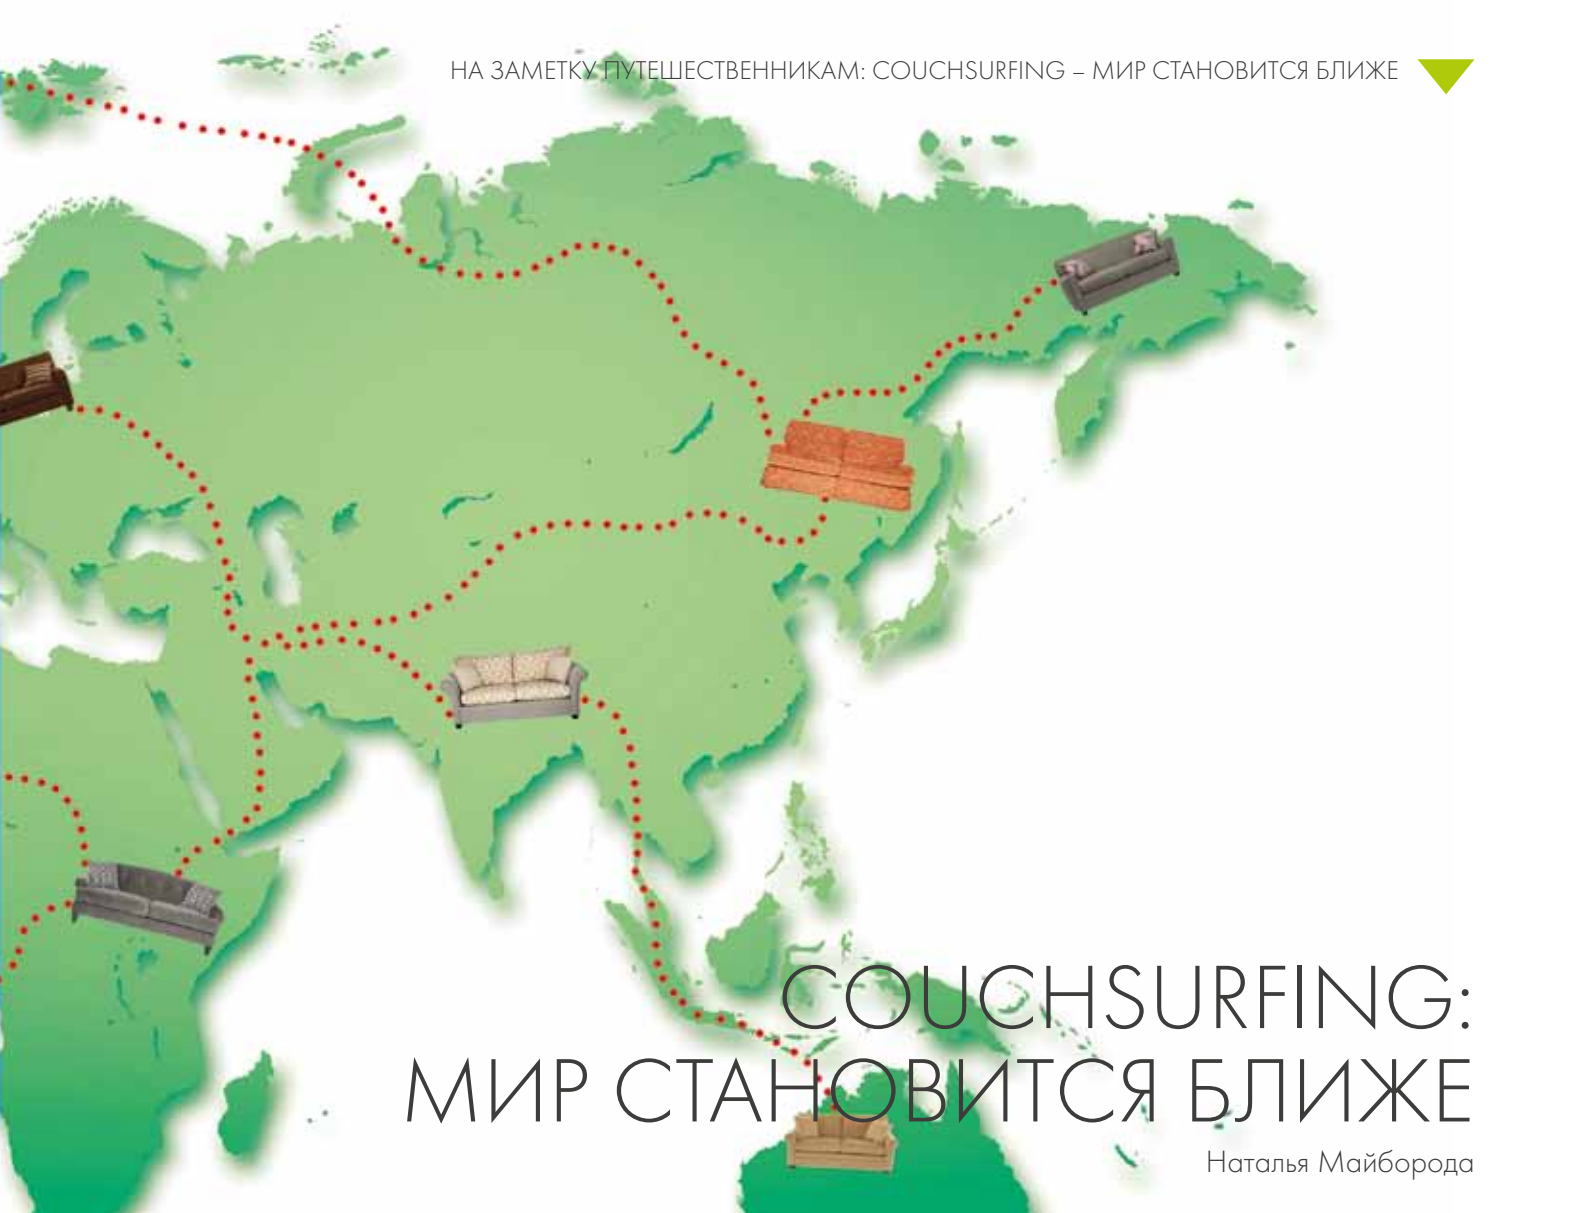 НА ЗАМЕТКУ ПУТЕШЕСТВЕННИКАМ: COUCHSURFING – МИР СТАНОВИТСЯ БЛИЖЕ
COUCHSURFING:
МИР СТАНОВИТСЯ БЛИЖЕ
Наталья Майборода